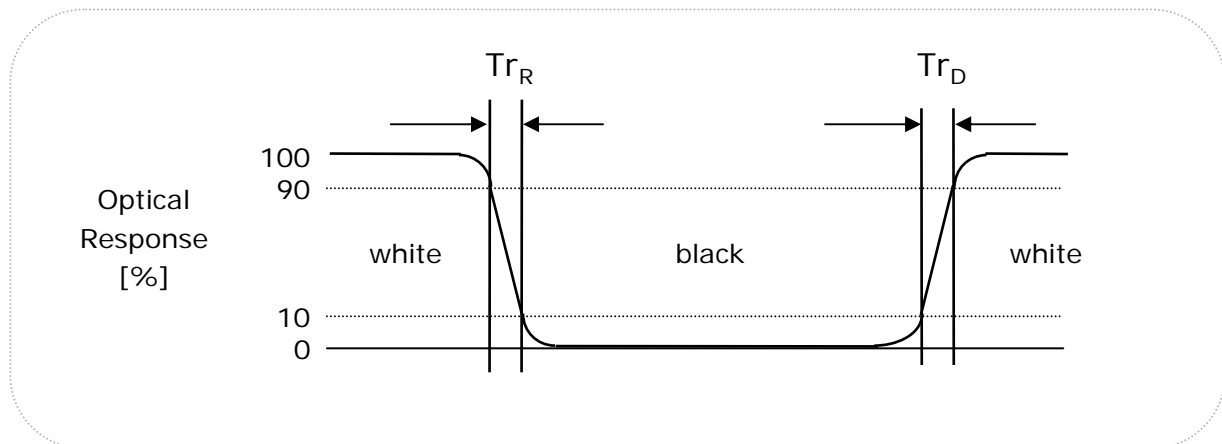 Tr_R Tr_D
100
90
Optical
Response
[%]
white black white
10
0